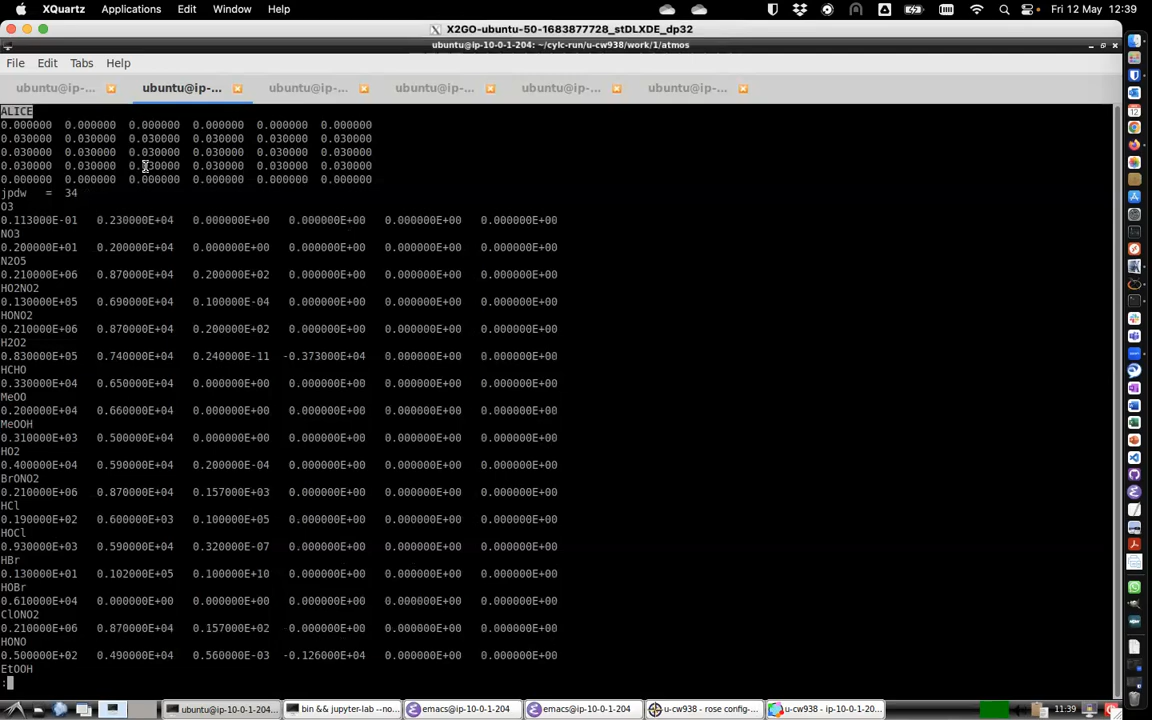 XQuartz Applications Edit Window Help Fri 12 May 12:39
X2GO-ubuntu-50-1683877728_stDLXDE_dp32
ubuntu@ip-10-0-1-204: ~/cylc-run/u-cw938/work/1/atmos
File Edit Tabs Help
ubuntu@ip-... ubuntu@ip-... ubuntu@ip-... ubuntu@ip-... ubuntu@ip-... ubuntu@ip-...
ALICE
0.000000 0.000000 0.000000 0.000000 0.000000 0.000000
0.030000 0.030000 0.030000 0.030000 0.030000 0.030000
0.030000 0.030000 0.030000 0.030000 0.030000 0.030000
0.030000 0.030000 0.030000 0.030000 0.030000 0.030000
0.000000 0.000000 0.000000 0.000000 0.000000 0.000000
jpdw = 34
O3
0.113000E-01 0.230000E+04 0.000000E+00 0.000000E+00 0.000000E+00 0.000000E+00
NO3
0.200000E+01 0.200000E+04 0.000000E+00 0.000000E+00 0.000000E+00 0.000000E+00
N2O5
0.210000E+06 0.870000E+04 0.200000E+02 0.000000E+00 0.000000E+00 0.000000E+00
HO2NO2
0.130000E+05 0.690000E+04 0.100000E-04 0.000000E+00 0.000000E+00 0.000000E+00
HONO2
0.210000E+06 0.870000E+04 0.200000E+02 0.000000E+00 0.000000E+00 0.000000E+00
H2O2
0.830000E+05 0.740000E+04 0.240000E-11 -0.373000E+04 0.000000E+00 0.000000E+00
HCHO
0.330000E+04 0.650000E+04 0.000000E+00 0.000000E+00 0.000000E+00 0.000000E+00
MeOO
0.200000E+04 0.660000E+04 0.000000E+00 0.000000E+00 0.000000E+00 0.000000E+00
MeOOH
0.310000E+03 0.500000E+04 0.000000E+00 0.000000E+00 0.000000E+00 0.000000E+00
HO2
0.400000E+04 0.590000E+04 0.200000E-04 0.000000E+00 0.000000E+00 0.000000E+00
BrONO2
0.210000E+06 0.870000E+04 0.157000E+03 0.000000E+00 0.000000E+00 0.000000E+00
HCl
0.190000E+02 0.600000E+03 0.100000E+05 0.000000E+00 0.000000E+00 0.000000E+00
HOCl
0.930000E+03 0.590000E+04 0.320000E-07 0.000000E+00 0.000000E+00 0.000000E+00
HBr
0.130000E+01 0.102000E+05 0.100000E+10 0.000000E+00 0.000000E+00 0.000000E+00
HOBr
0.610000E+04 0.000000E+00 0.000000E+00 0.000000E+00 0.000000E+00 0.000000E+00
ClONO2
0.210000E+06 0.870000E+04 0.157000E+02 0.000000E+00 0.000000E+00 0.000000E+00
HONO
0.500000E+02 0.490000E+04 0.560000E-03 -0.126000E+04 0.000000E+00 0.000000E+00
EtOOH
:
ubuntu@ip-10-0-1-204... bin && jupyter-lab --no... emacs@ip-10-0-1-204 emacs@ip-10-0-1-204 u-cw938 - rose config-... u-cw938 - ip-10-0-1-20... 11:39